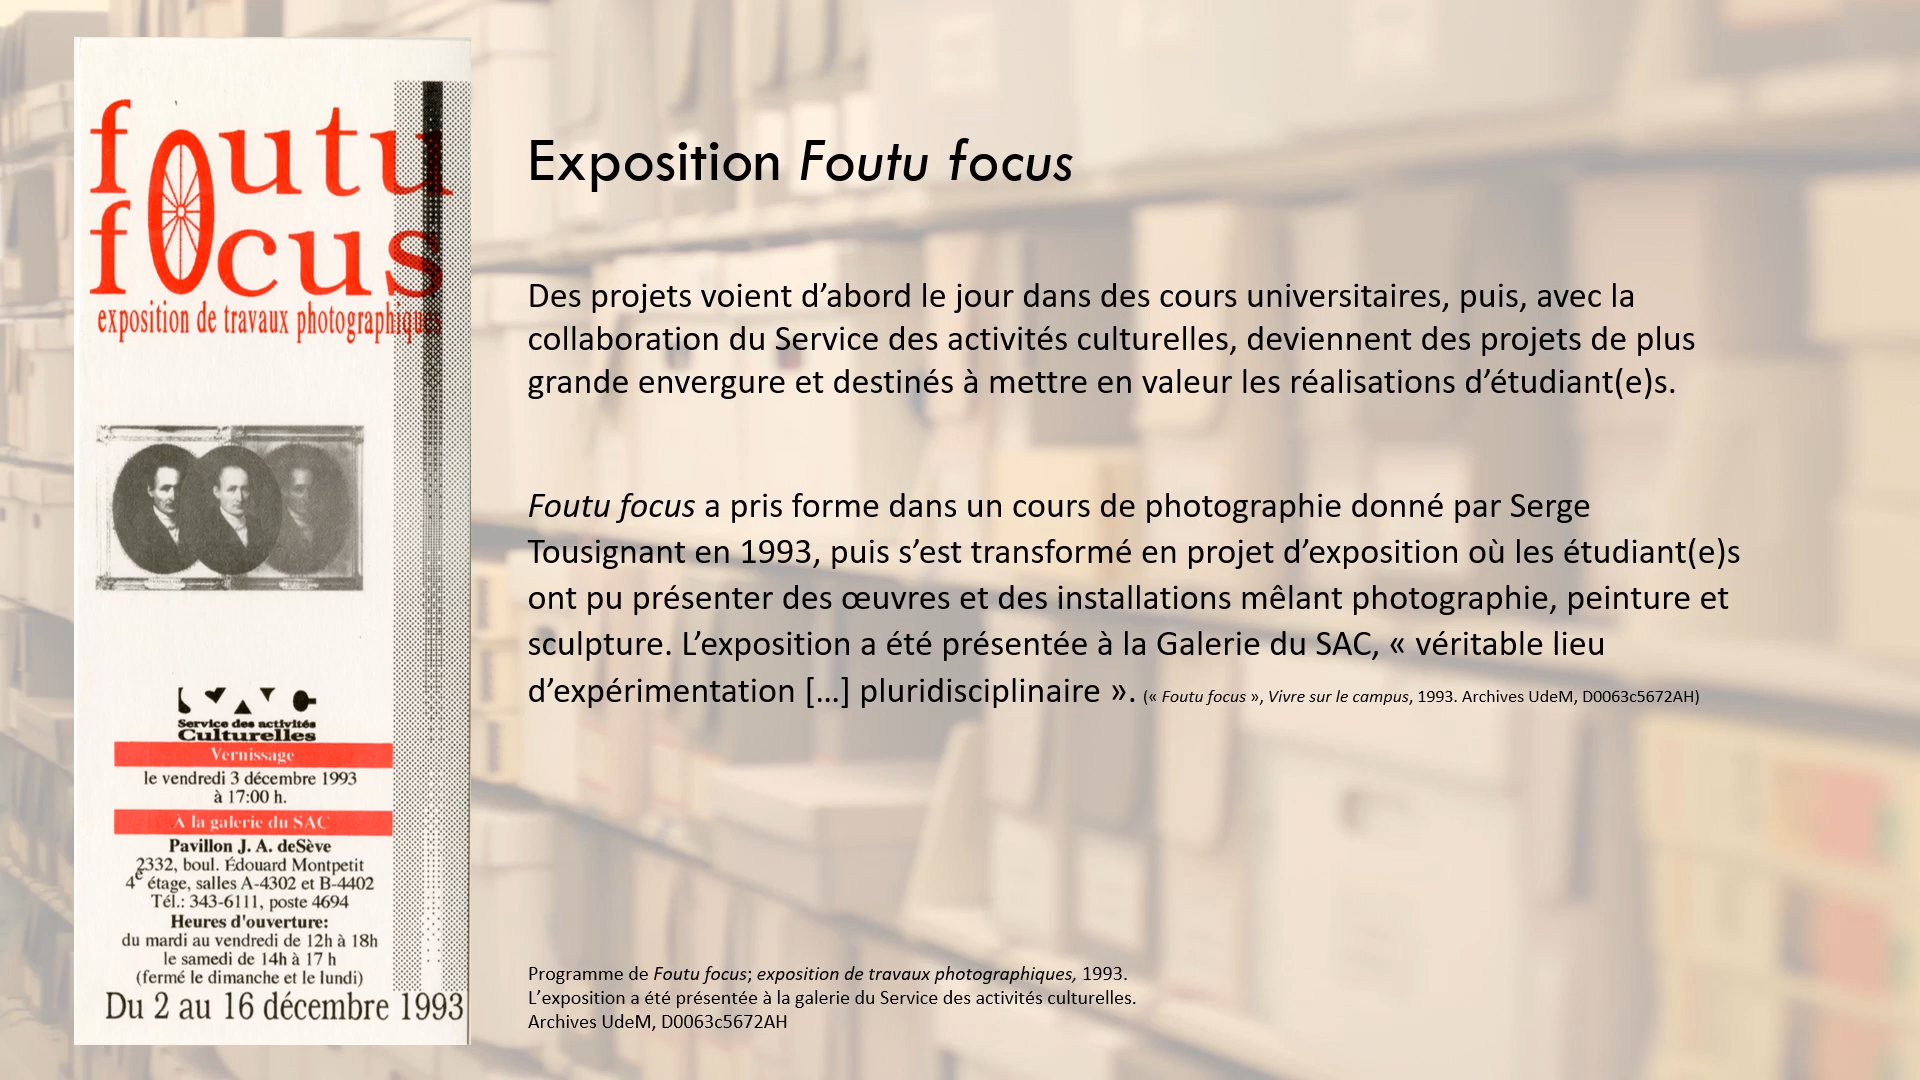 foutu
focus
exposition de travaux photographiques
Service des activités
Culturelles
Vernissage
le vendredi 3 décembre 1993
à 17:00 h.
À la galerie du SAC
Pavillon J. A. deSève
2332, boul. Édouard Montpetit
4e étage, salles A-4302 et B-4402
Tél.: 343-6111, poste 4694
Heures d'ouverture:
du mardi au vendredi de 12h à 18h
le samedi de 14h à 17 h
(fermé le dimanche et le lundi)
Du 2 au 16 décembre 1993
Exposition Foutu focus
Des projets voient d’abord le jour dans des cours universitaires, puis, avec la
collaboration du Service des activités culturelles, deviennent des projets de plus
grande envergure et destinés à mettre en valeur les réalisations d’étudiant(e)s.
Foutu focus a pris forme dans un cours de photographie donné par Serge
Tousignant en 1993, puis s’est transformé en projet d’exposition où les étudiant(e)s
ont pu présenter des œuvres et des installations mêlant photographie, peinture et
sculpture. L’exposition a été présentée à la Galerie du SAC, « véritable lieu
d’expérimentation […] pluridisciplinaire ». (« Foutu focus », Vivre sur le campus, 1993. Archives UdeM, D0063c5672AH)
Programme de Foutu focus; exposition de travaux photographiques, 1993.
L’exposition a été présentée à la galerie du Service des activités culturelles.
Archives UdeM, D0063c5672AH